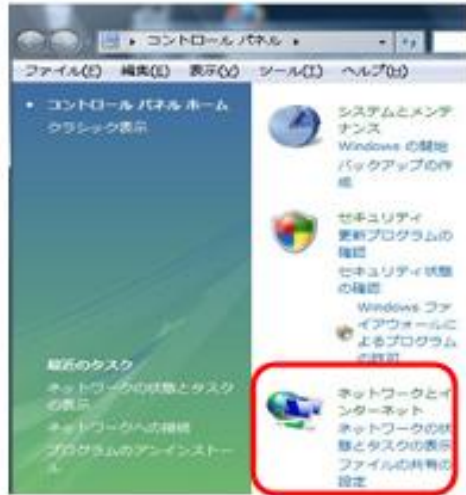 コントロール パネル
ファイル(F) 編集(E) 表示(V) ツール(T) ヘルプ(H)
コントロール パネル ホーム
クラシック表示
最近のタスク
ネットワークの状態とタスク
の表示
ネットワークへの接続
プログラムのアンインストー
ル
システムとメンテ
ナンス
Windows の開始
バックアップの作
成
セキュリティ
更新プログラムの
確認
セキュリティ状態
の確認
Windows ファ
イアウォールに
よるプログラム
の許可
ネットワークとイ
ンターネット
ネットワークの状
態とタスクの表示
ファイルの共有の
設定